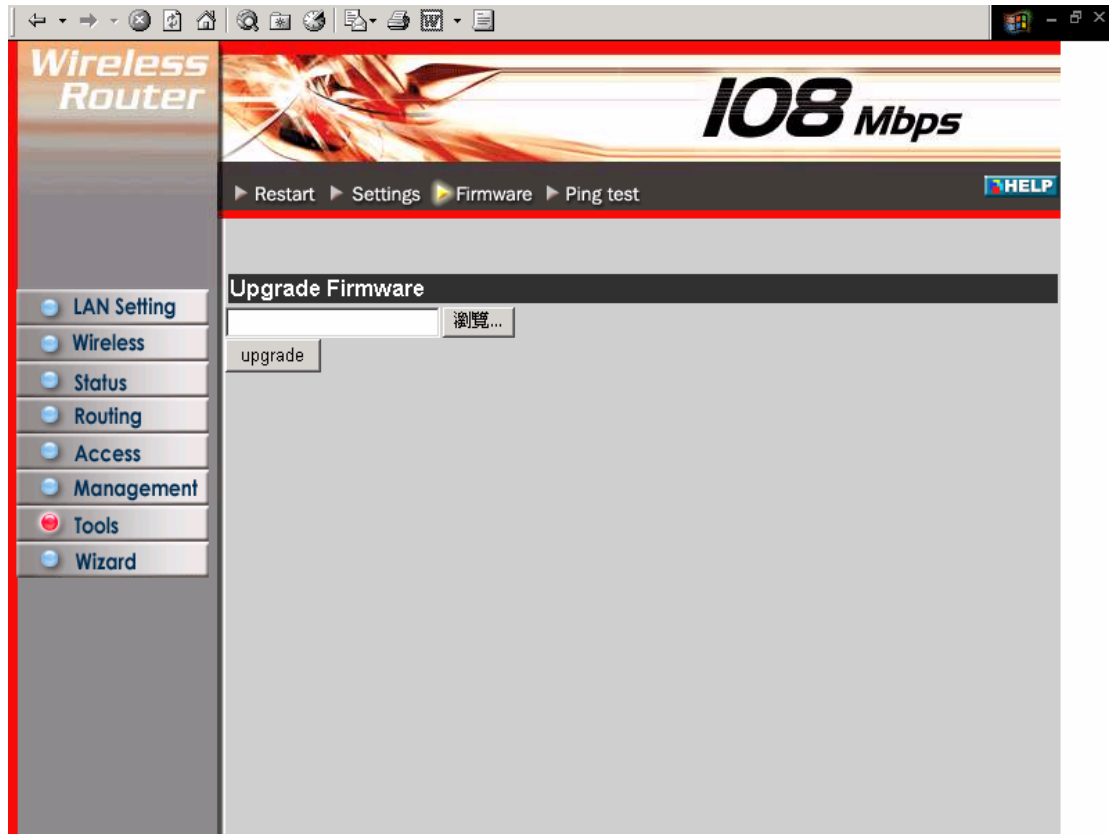 Wireless
Router
108 Mbps
Restart Settings Firmware Ping test
HELP
Upgrade Firmware
瀏覽...
upgrade
LAN Setting
Wireless
Status
Routing
Access
Management
Tools
Wizard